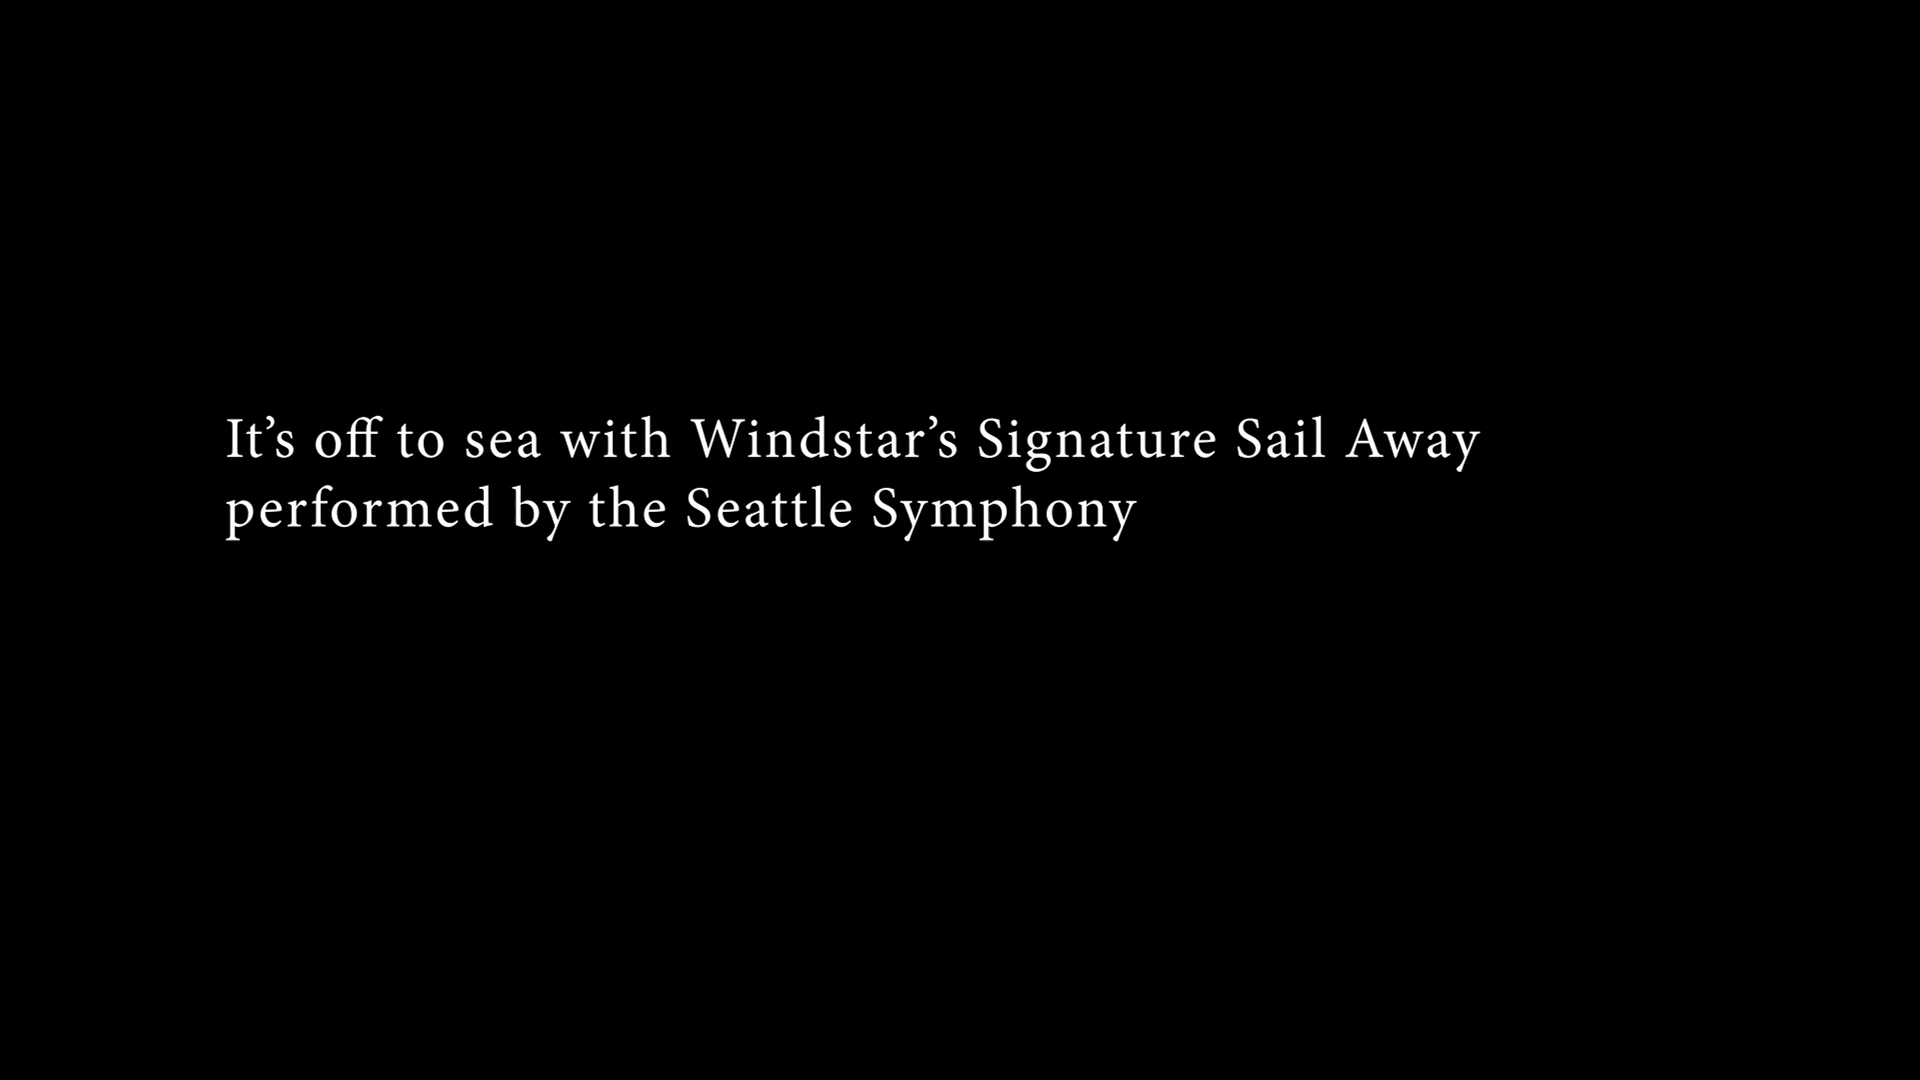 It’s off to sea with Windstar’s Signature Sail Away
performed by the Seattle Symphony